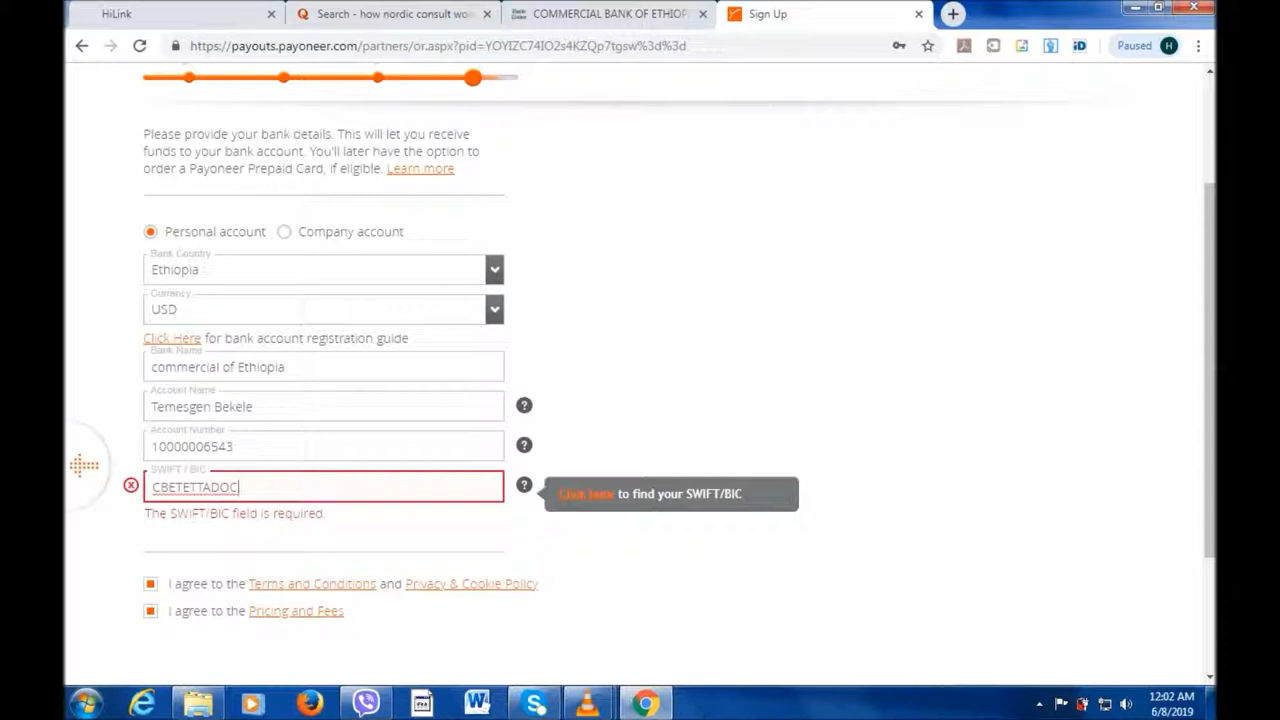 HiLink
Search - how nordic consult wo
COMMERCIAL BANK OF ETHIOP
Sign Up
https://payouts.payoneer.com/partners/or.aspx?pid=YOYIZC74IO2s4KZQp7tgsw%3d%3d
iD
Paused
H
Please provide your bank details. This will let you receive
funds to your bank account. You'll later have the option to
order a Payoneer Prepaid Card, if eligible. Learn more
Personal account
Company account
Bank Country
Ethiopia
Currency
USD
Click Here for bank account registration guide
Bank Name
commercial of Ethiopia
Account Name
Temesgen Bekele
?
Account Number
10000006543
?
SWIFT / BIC
CBETETTADOC
?
Click here to find your SWIFT/BIC
The SWIFT/BIC field is required.
I agree to the Terms and Conditions and Privacy & Cookie Policy
I agree to the Pricing and Fees
12:02 AM
6/8/2019